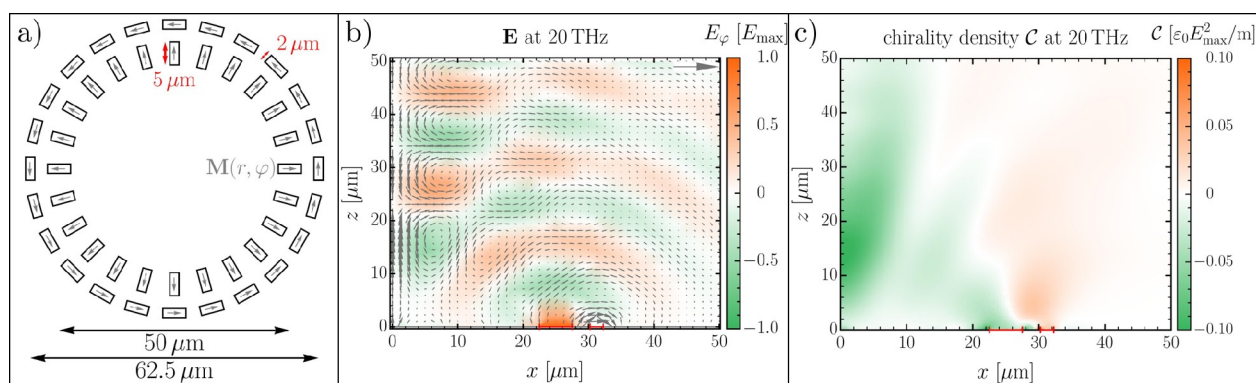 a)
2 μm
5 μm
M(r, φ)
50 μm
62.5 μm
b)
E at 20 THz
E_φ [E_max]
1.0
0.5
0
−0.5
−1.0
50
40
30
20
10
0
z [μm]
0 10 20 30 40 50
x [μm]
c)
chirality density C at 20 THz
C [ε₀E²_max/m]
0.10
0.05
0
−0.05
−0.10
50
40
30
20
10
0
z [μm]
0 10 20 30 40 50
x [μm]